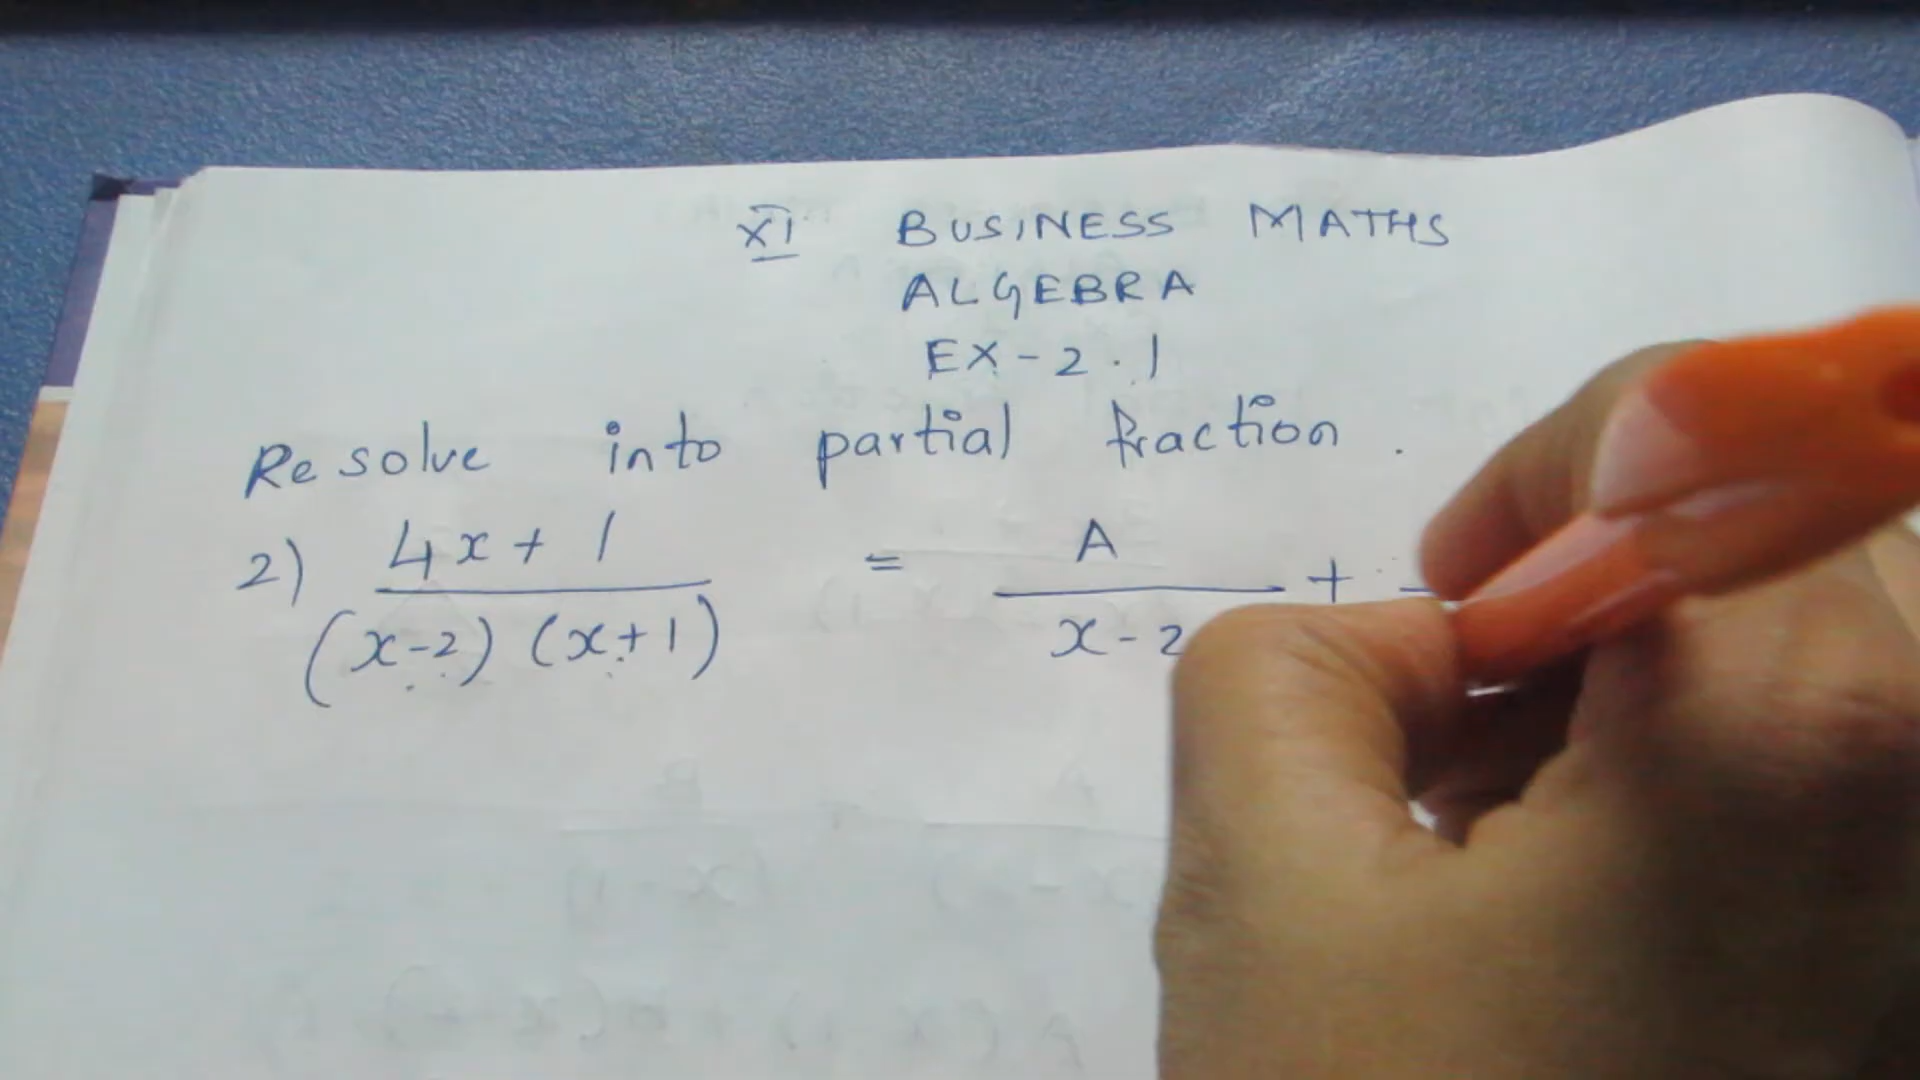 XI BUSINESS MATHS
ALGEBRA
EX - 2.1
Resolve into partial fraction.
2) 4x + 1 = A +
(x-2) (x+1) x-2